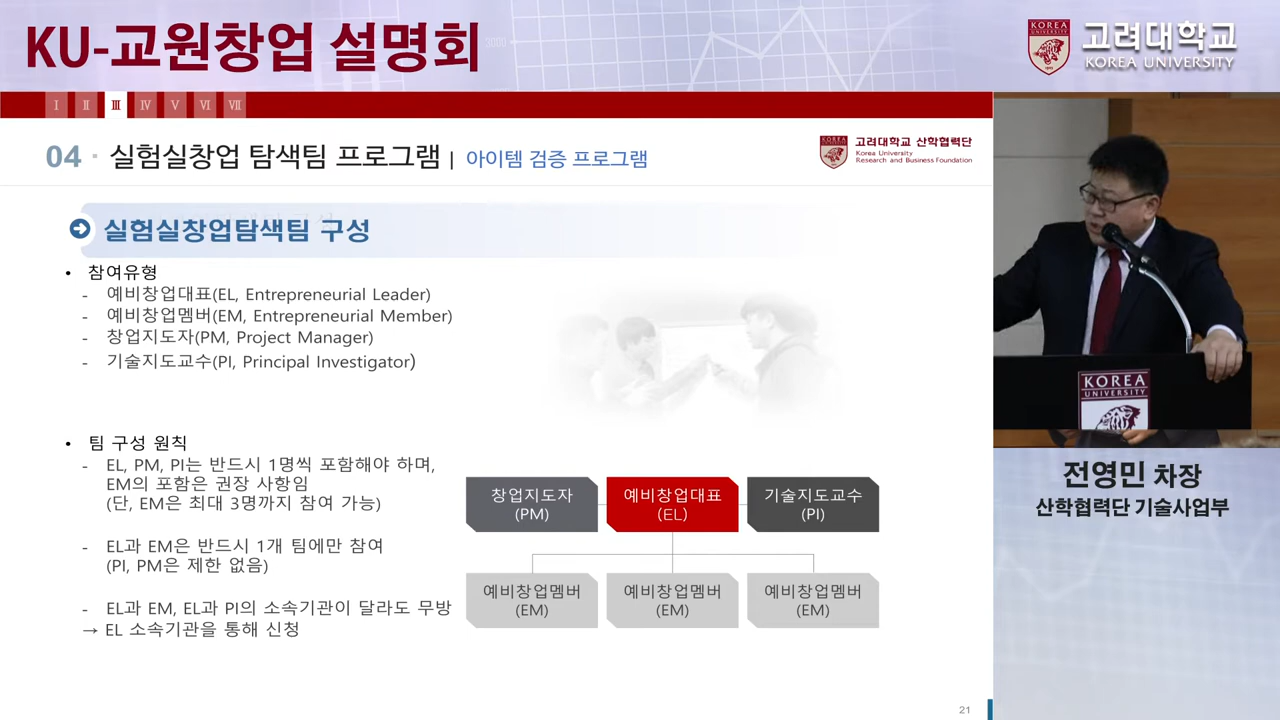 KU-교원창업 설명회
KOREA
UNIVERSITY
고려대학교
KOREA UNIVERSITY
Ⅰ Ⅱ Ⅲ Ⅳ Ⅴ Ⅵ Ⅶ
04 · 실험실창업 탐색팀 프로그램 | 아이템 검증 프로그램
KOREA
UNIVERSITY
고려대학교 산학협력단
Korea University
Research and Business Foundation
실험실창업탐색팀 구성
• 참여유형
- 예비창업대표(EL, Entrepreneurial Leader)
- 예비창업멤버(EM, Entrepreneurial Member)
- 창업지도자(PM, Project Manager)
- 기술지도교수(PI, Principal Investigator)
• 팀 구성 원칙
- EL, PM, PI는 반드시 1명씩 포함해야 하며,
EM의 포함은 권장 사항임
(단, EM은 최대 3명까지 참여 가능)
- EL과 EM은 반드시 1개 팀에만 참여
(PI, PM은 제한 없음)
- EL과 EM, EL과 PI의 소속기관이 달라도 무방
→ EL 소속기관을 통해 신청
창업지도자
(PM)
예비창업대표
(EL)
기술지도교수
(PI)
예비창업멤버
(EM)
예비창업멤버
(EM)
예비창업멤버
(EM)
21
KOREA
UNIVERSITY
전영민 차장
산학협력단 기술사업부